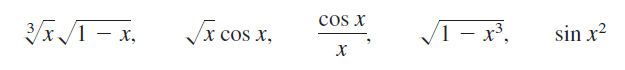 ∛x √(1 − x), √x cos x, cos x / x, √(1 − x³), sin x²